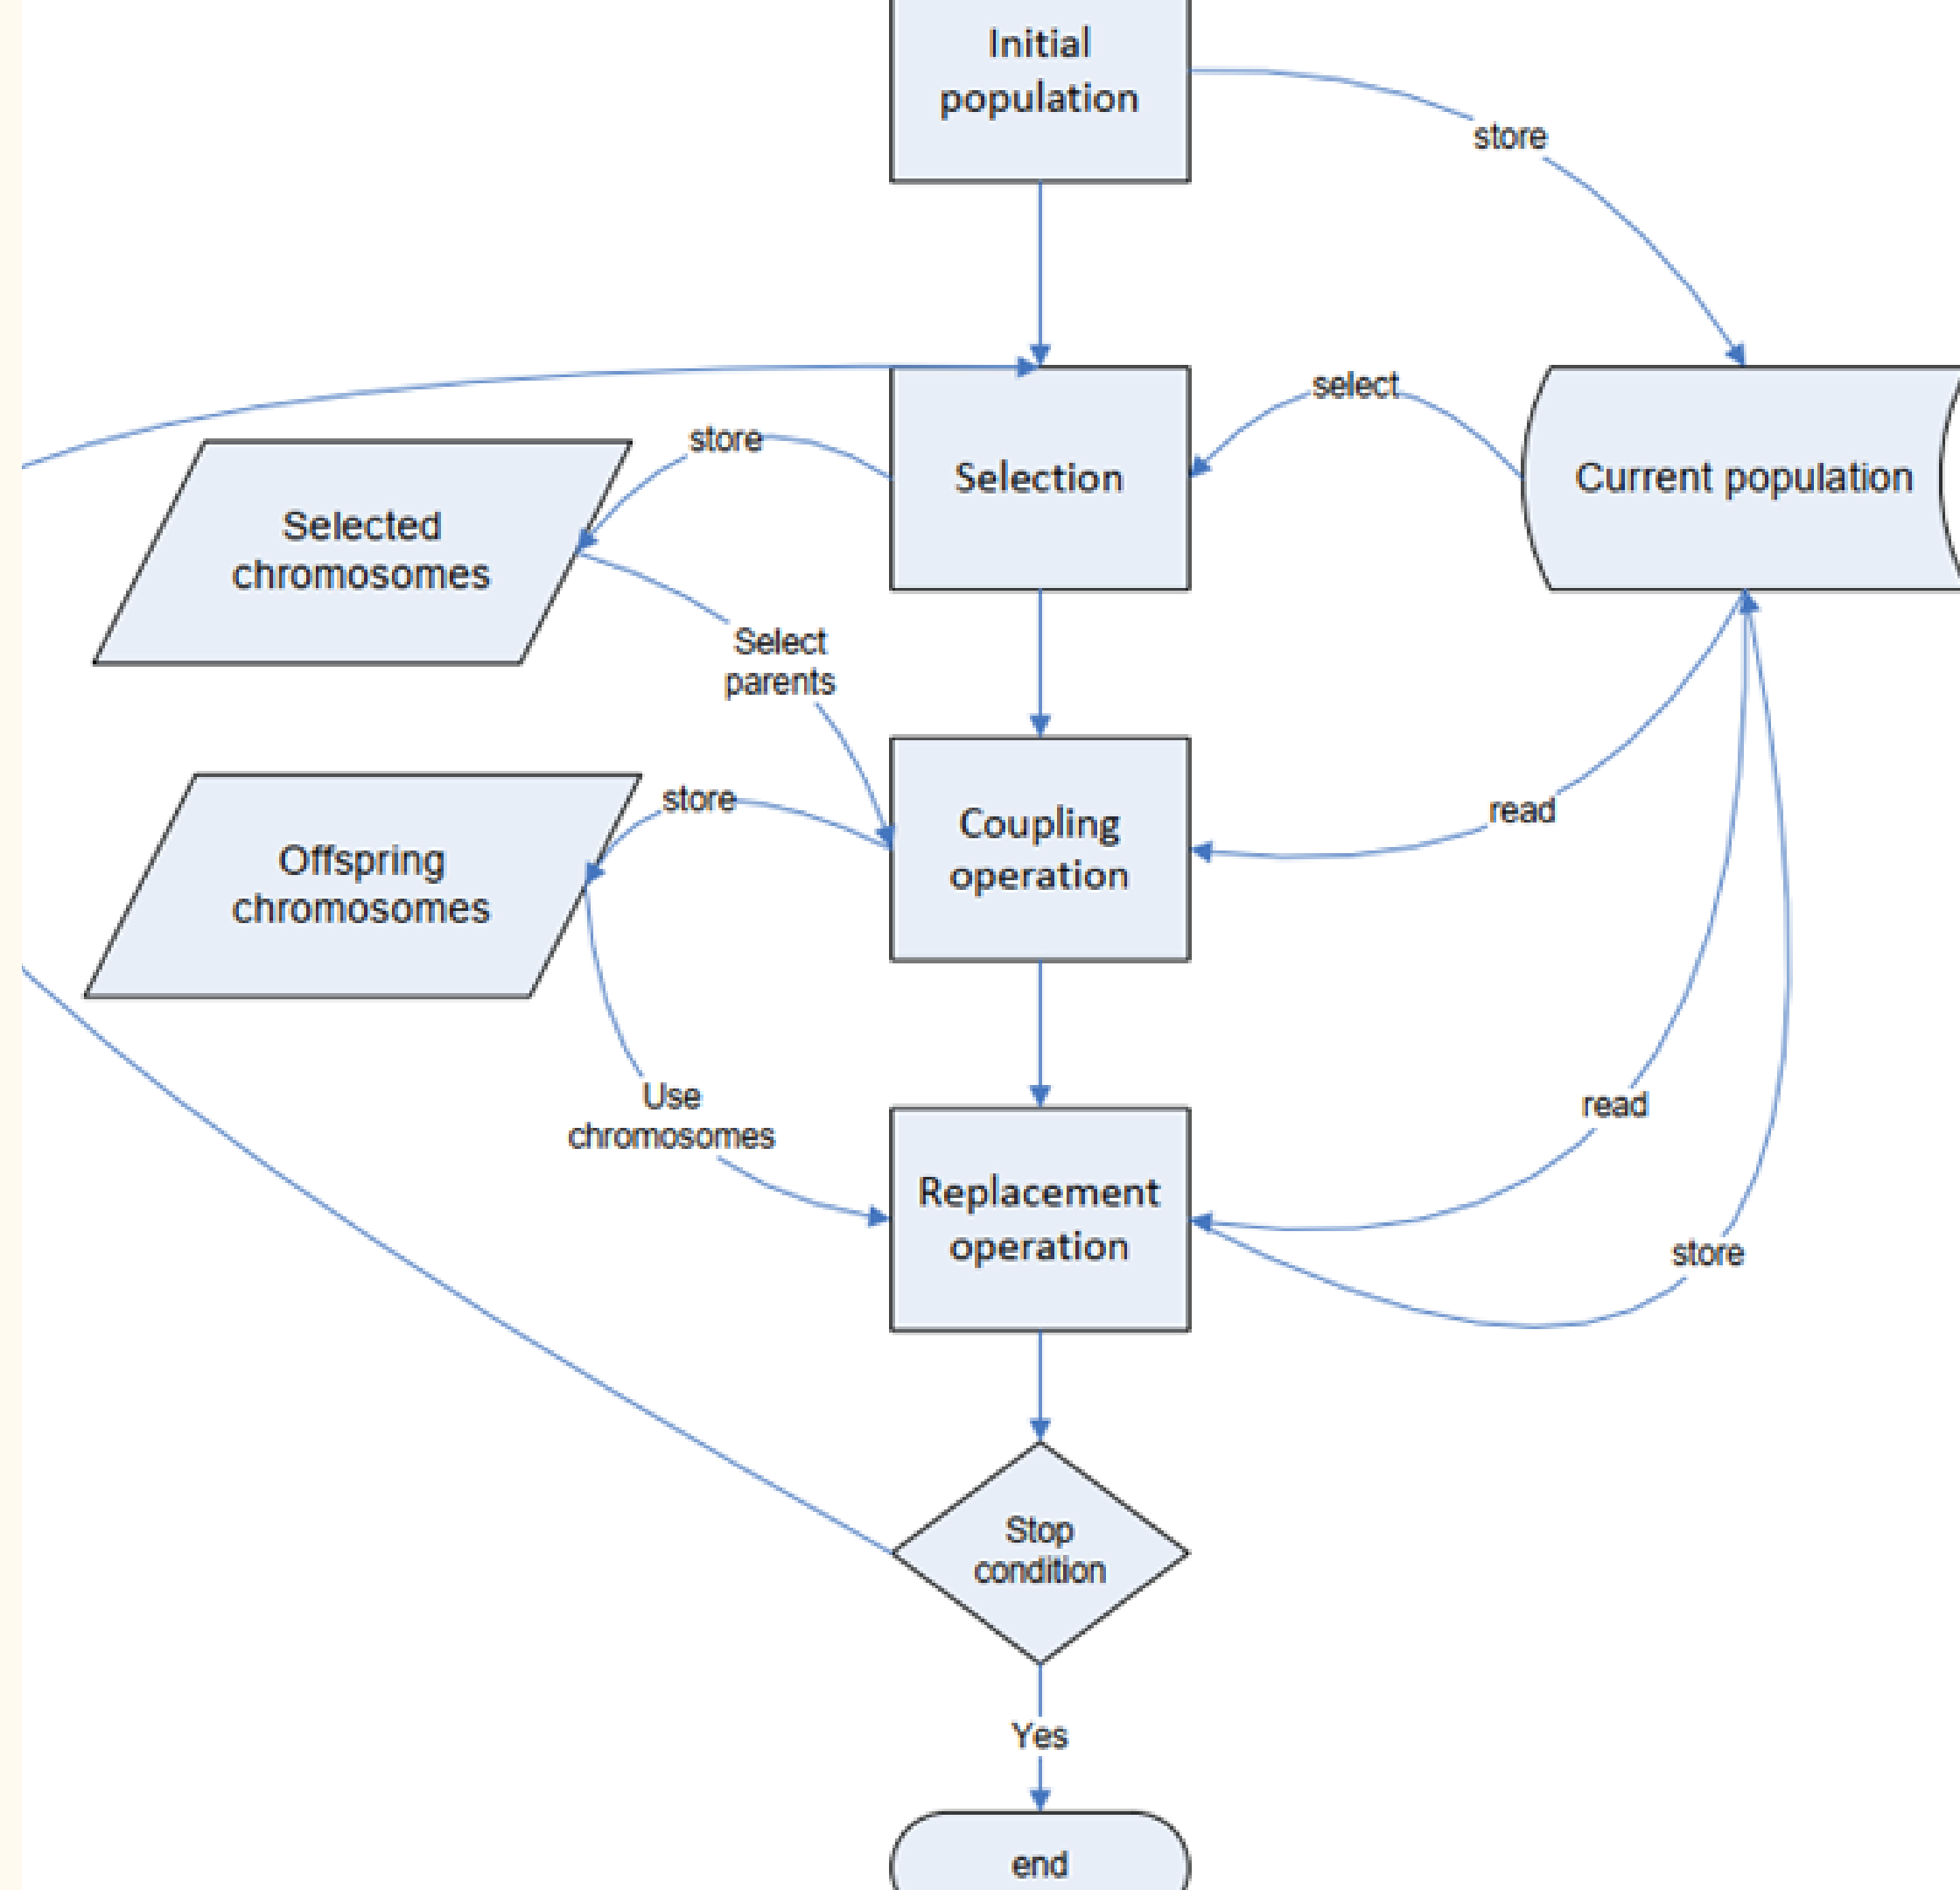 Initial
population
store
select
store
Selection
Current population
Selected
chromosomes
Select
parents
store
Coupling
operation
read
Offspring
chromosomes
Use
chromosomes
read
Replacement
operation
store
Stop
condition
Yes
end